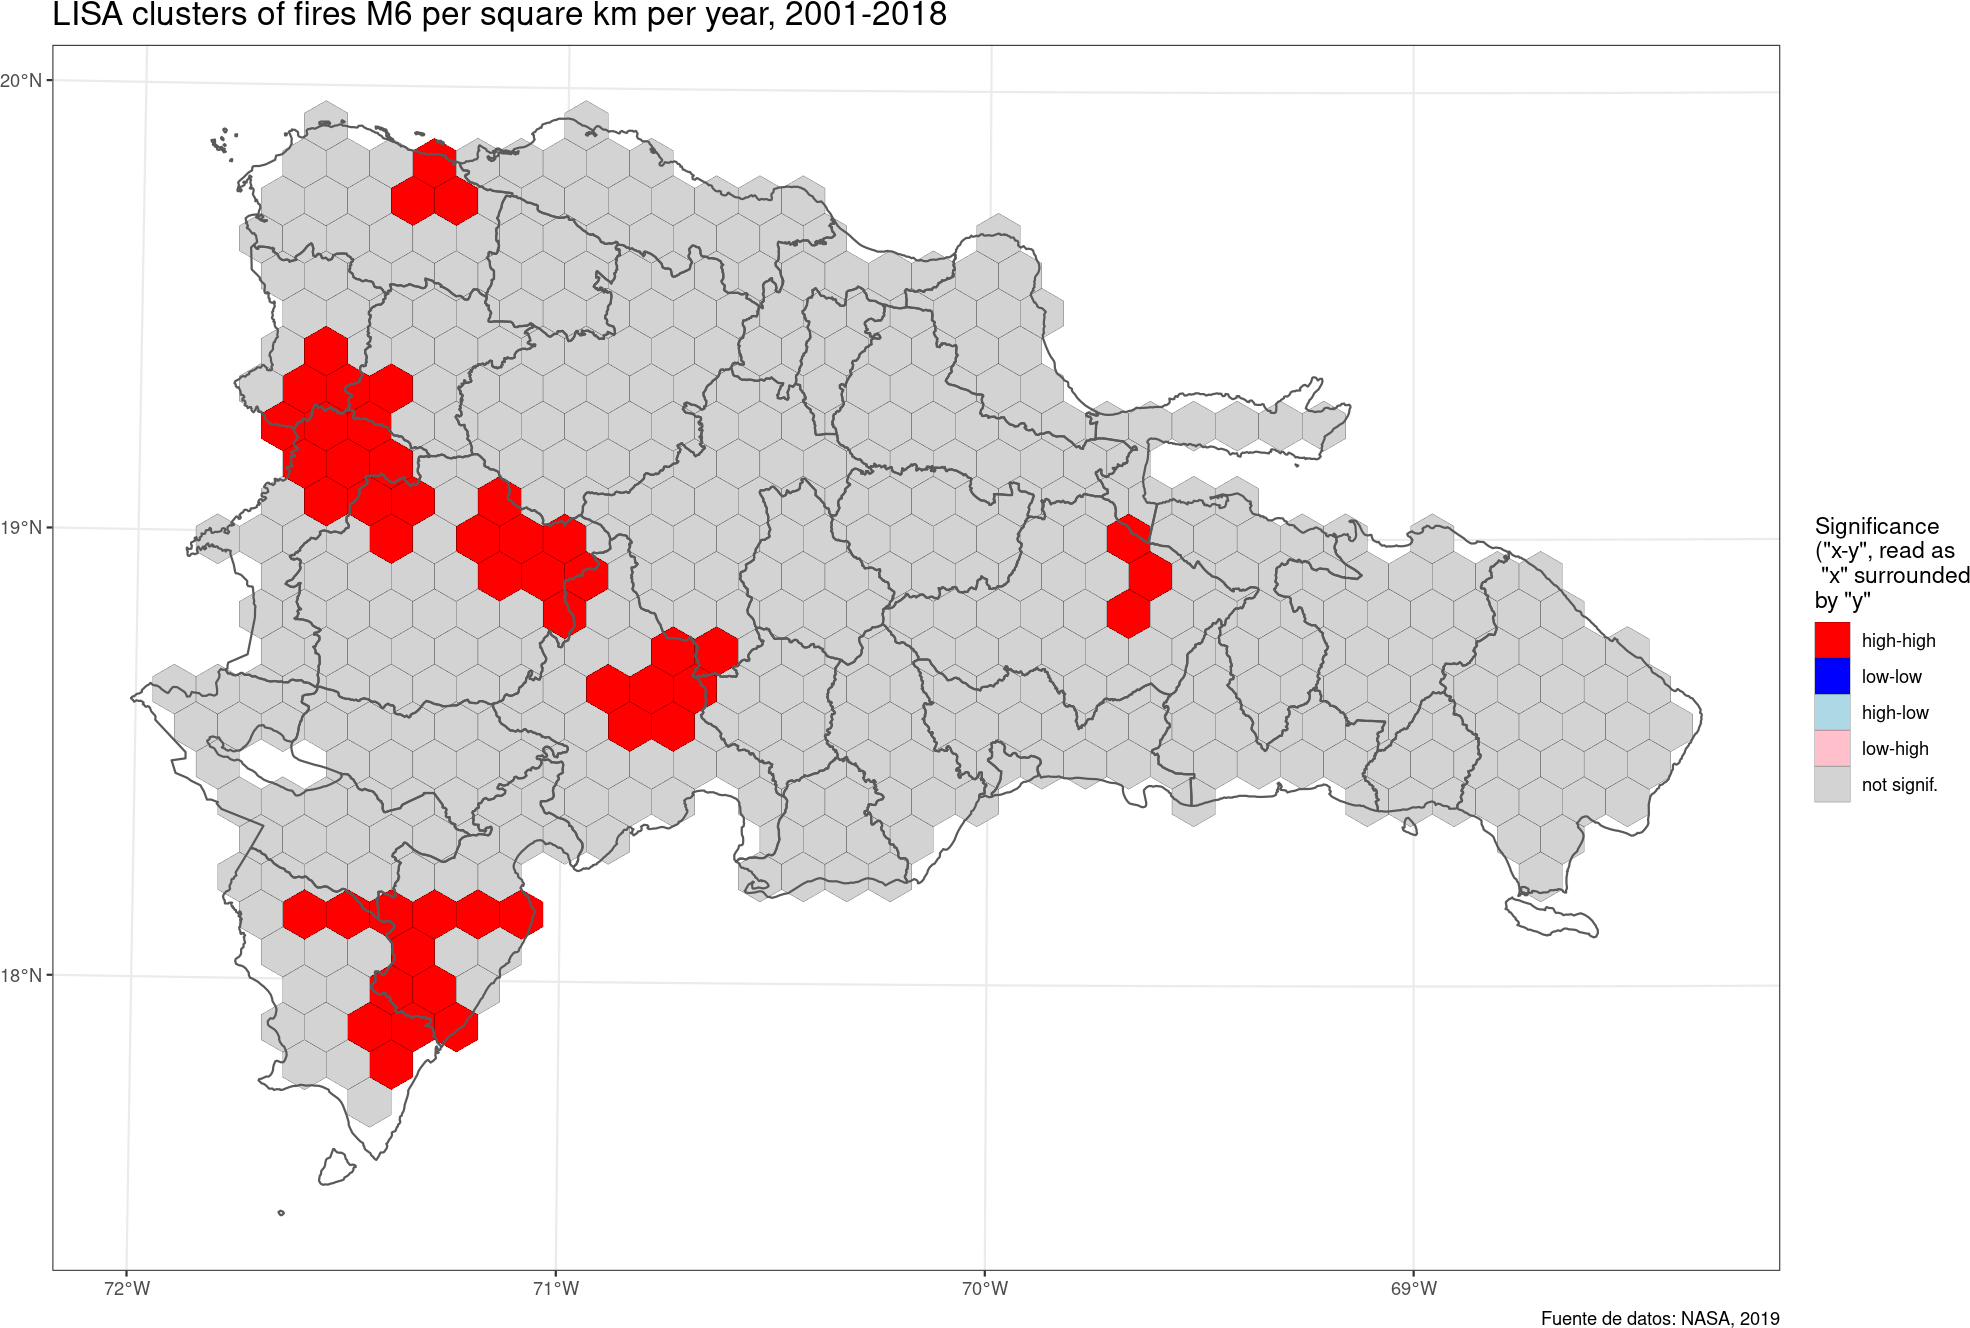 LISA clusters of fires M6 per square km per year, 2001-2018
20°N
19°N
18°N
72°W
71°W
70°W
69°W
Significance
("x-y", read as
"x" surrounded
by "y"
high-high
low-low
high-low
low-high
not signif.
Fuente de datos: NASA, 2019